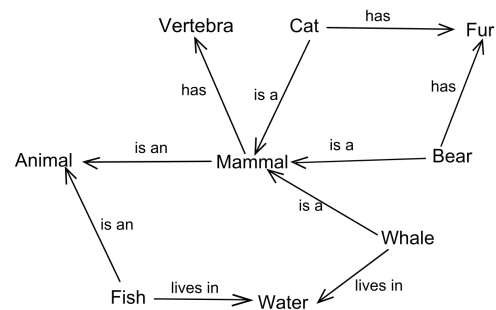 Vertebra
Cat
has
Fur
has
is a
has
Animal
is an
Mammal
is a
Bear
is an
is a
Whale
Fish
lives in
Water
lives in